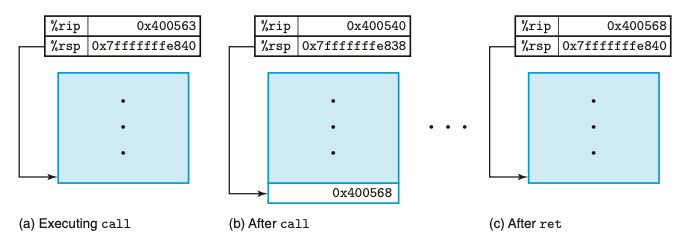 %rip 0x400563
%rsp 0x7fffffffe840
(a) Executing call
%rip 0x400540
%rsp 0x7fffffffe838
0x400568
(b) After call
. . .
%rip 0x400568
%rsp 0x7fffffffe840
(c) After ret